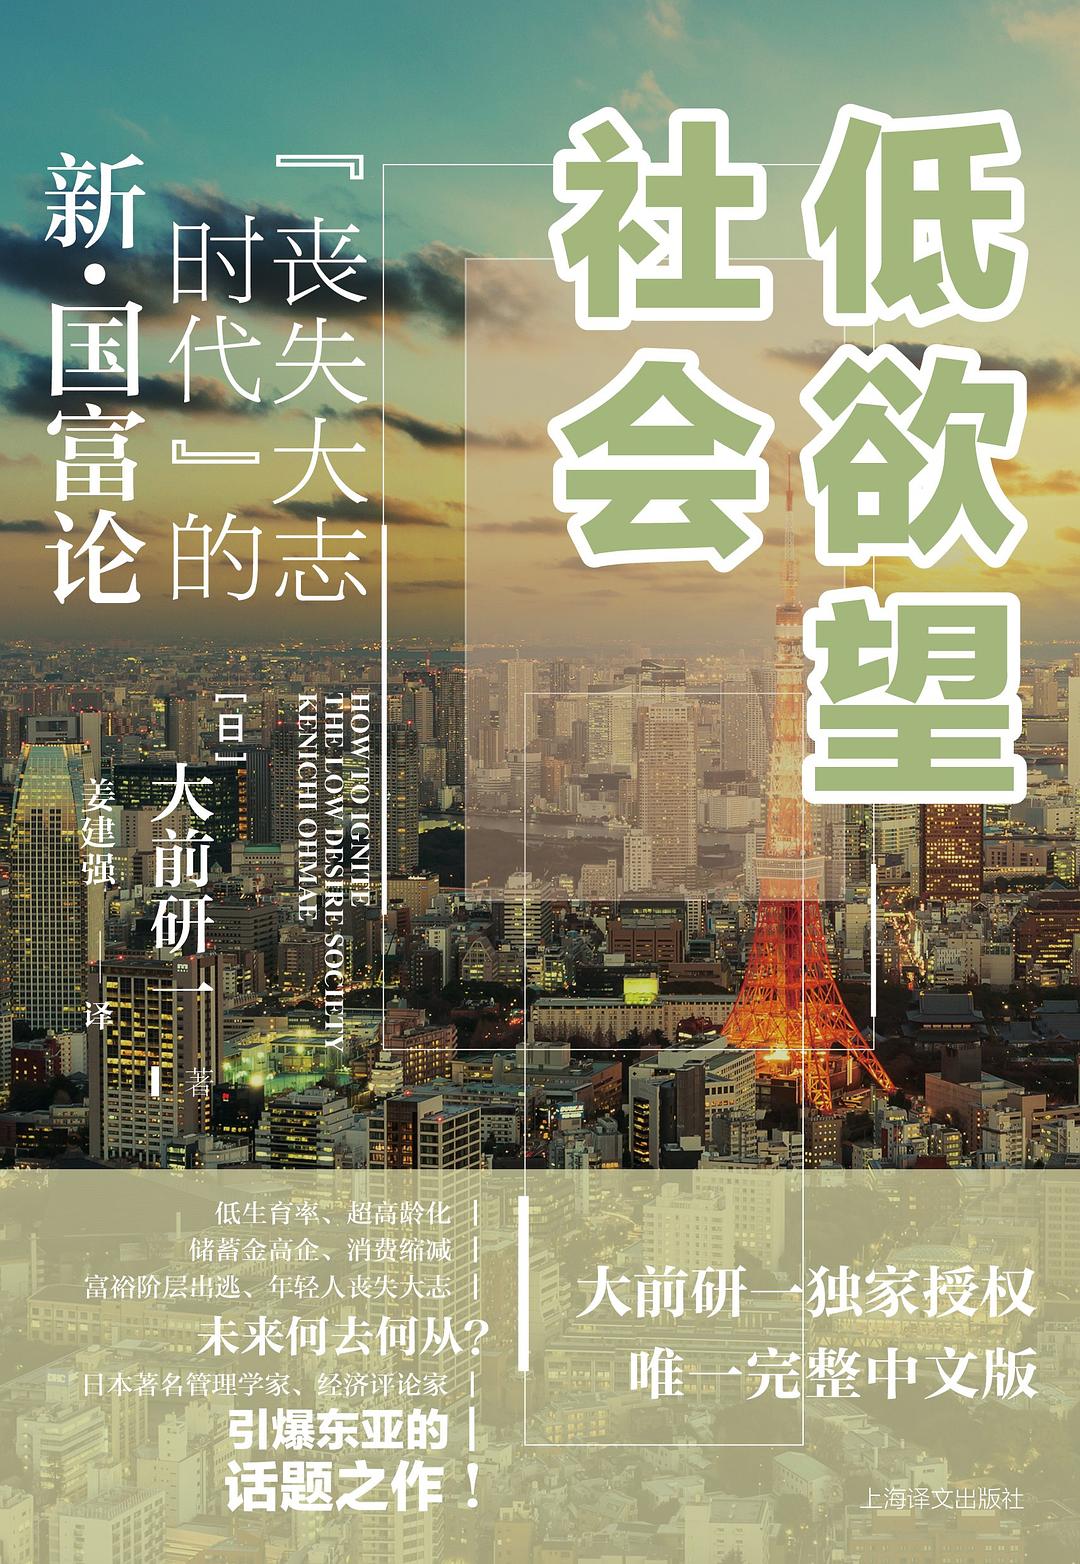 低欲望
社会
『丧失大志
时代』的
新·国富论
HOW TO IGNITE
THE LOW DESIRE SOCIETY
KENICHI OHMAE
[日]
大前研一
著
姜建强
译
低生育率、超高龄化
储蓄金高企、消费缩减
富裕阶层出逃、年轻人丧失大志
未来何去何从?
日本著名管理学家、经济评论家
引爆东亚的
话题之作!
大前研一独家授权
唯一完整中文版
上海译文出版社